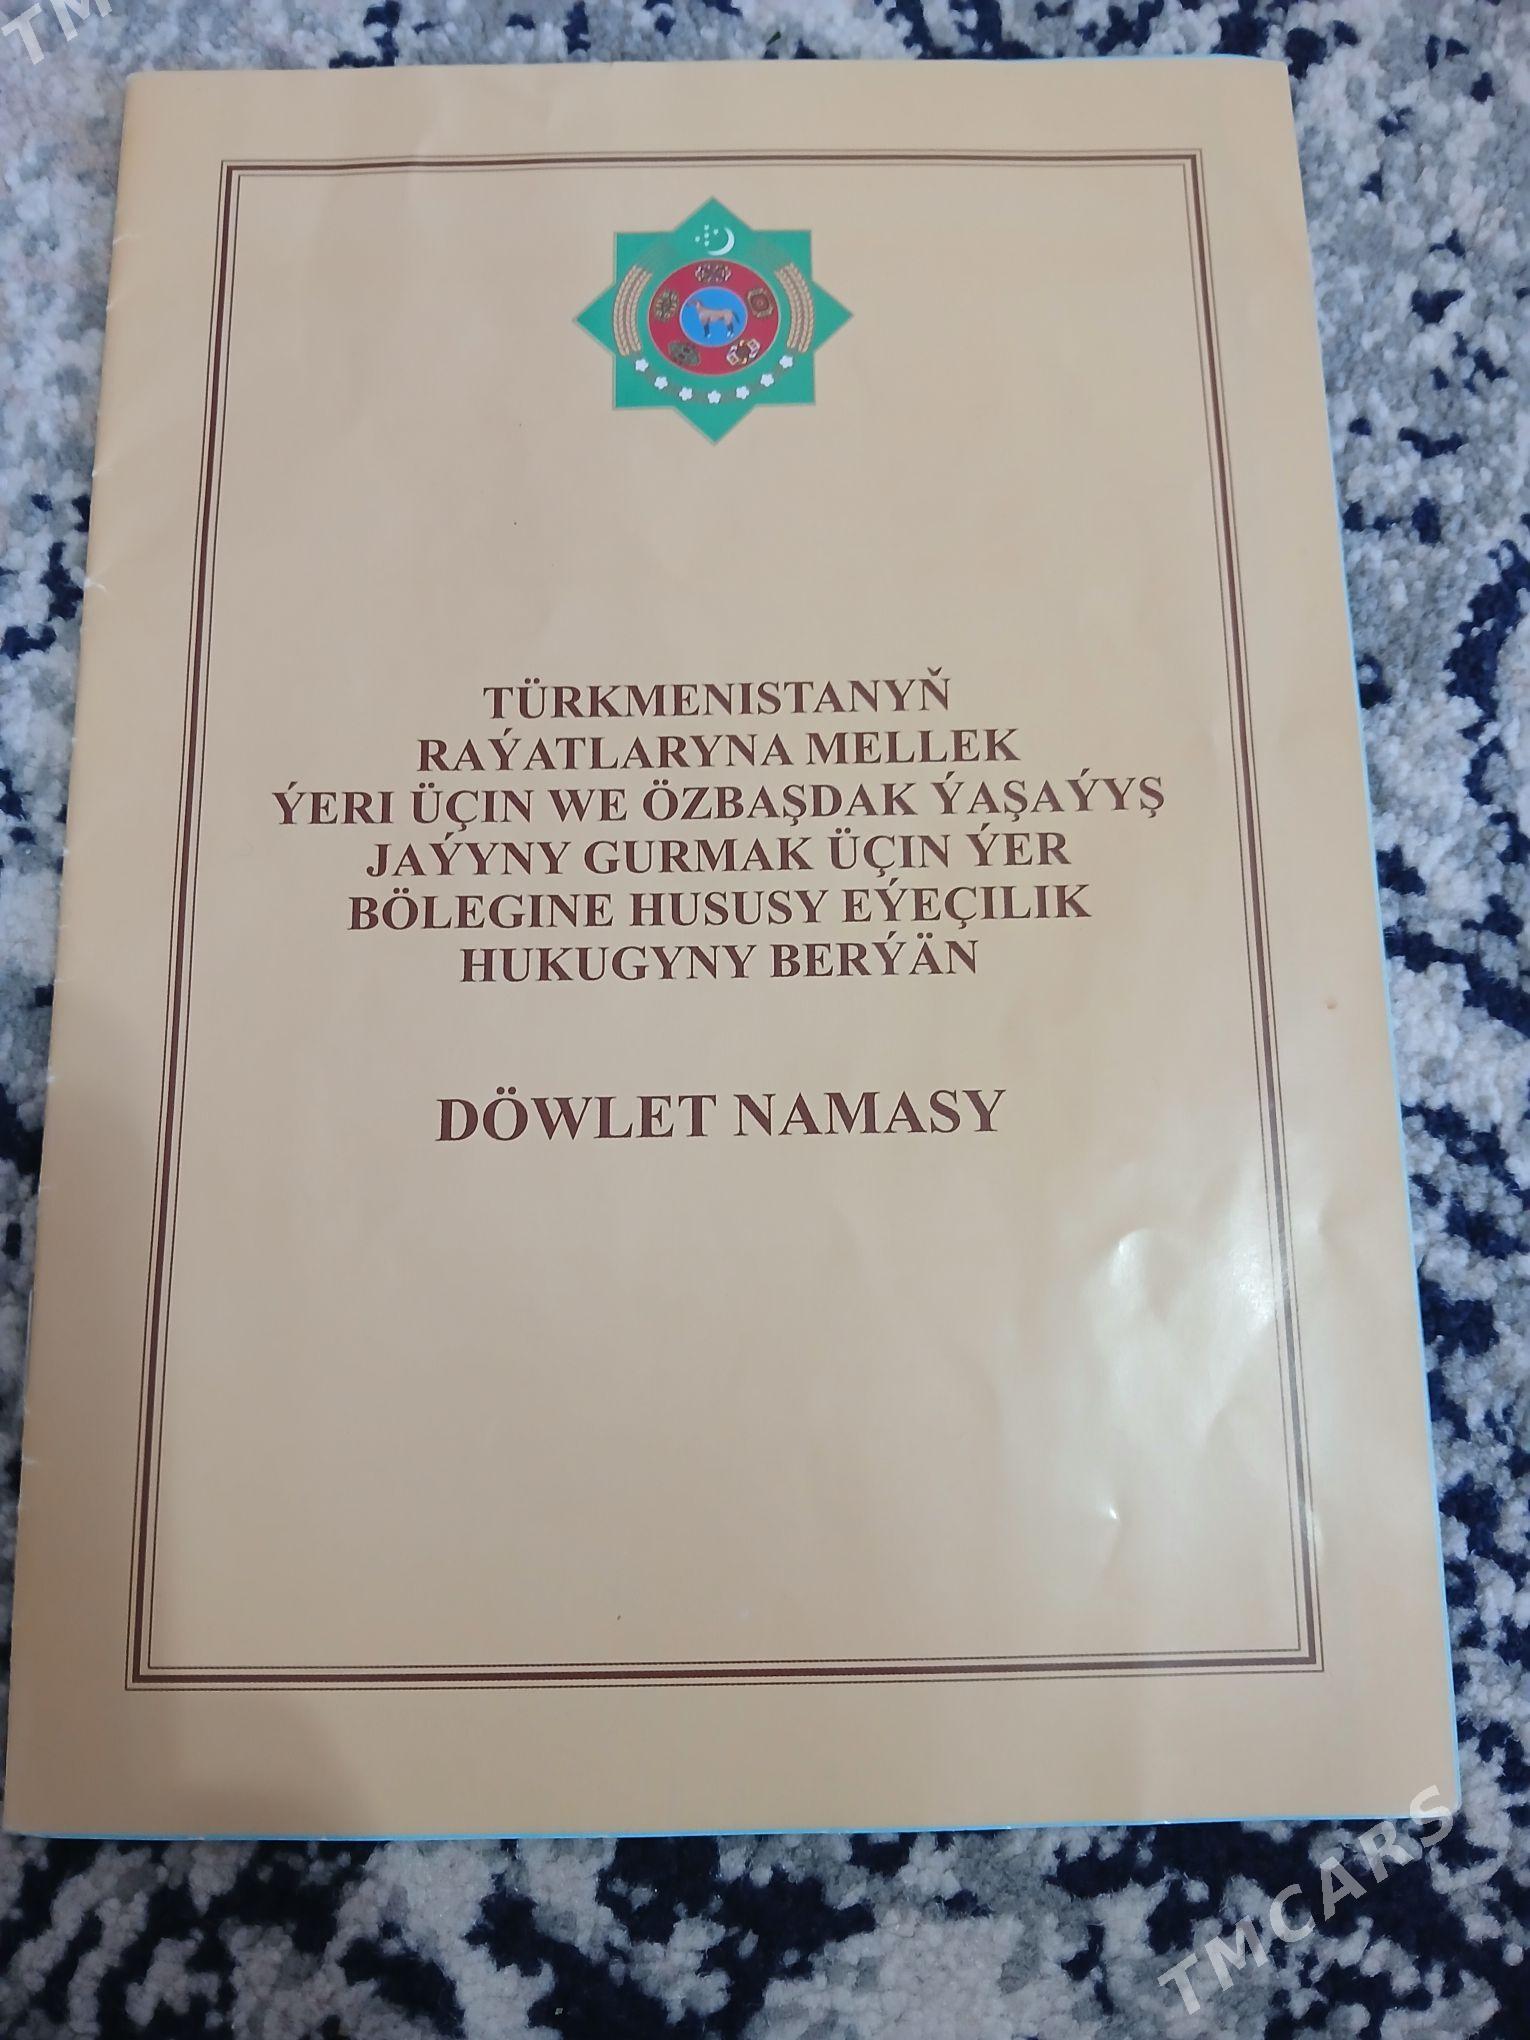 TM
TÜRKMENISTANYŇ
RAÝATLARYNA MELLEK
ÝERI ÜÇIN WE ÖZBAŞDAK ÝAŞAÝYŞ
JAÝYNY GURMAK ÜÇIN ÝER
BÖLEGINE HUSUSY EÝEÇILIK
HUKUGYNY BERÝÄN
DÖWLET NAMASY
TMCARS